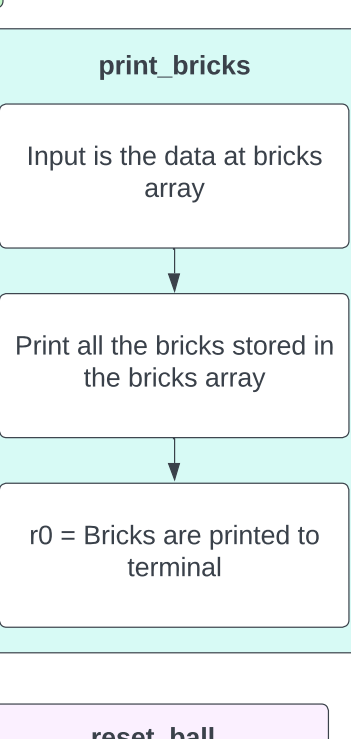 print_bricks
Input is the data at bricks
array
Print all the bricks stored in
the bricks array
r0 = Bricks are printed to
terminal
reset_ball